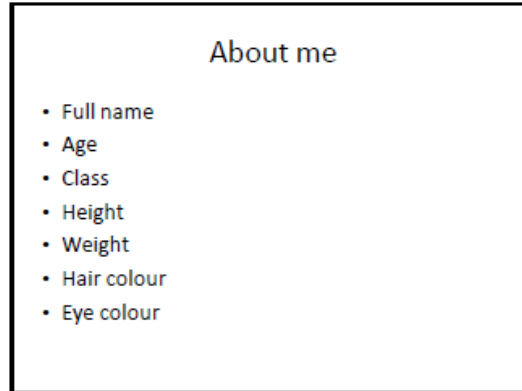 About me
• Full name
• Age
• Class
• Height
• Weight
• Hair colour
• Eye colour